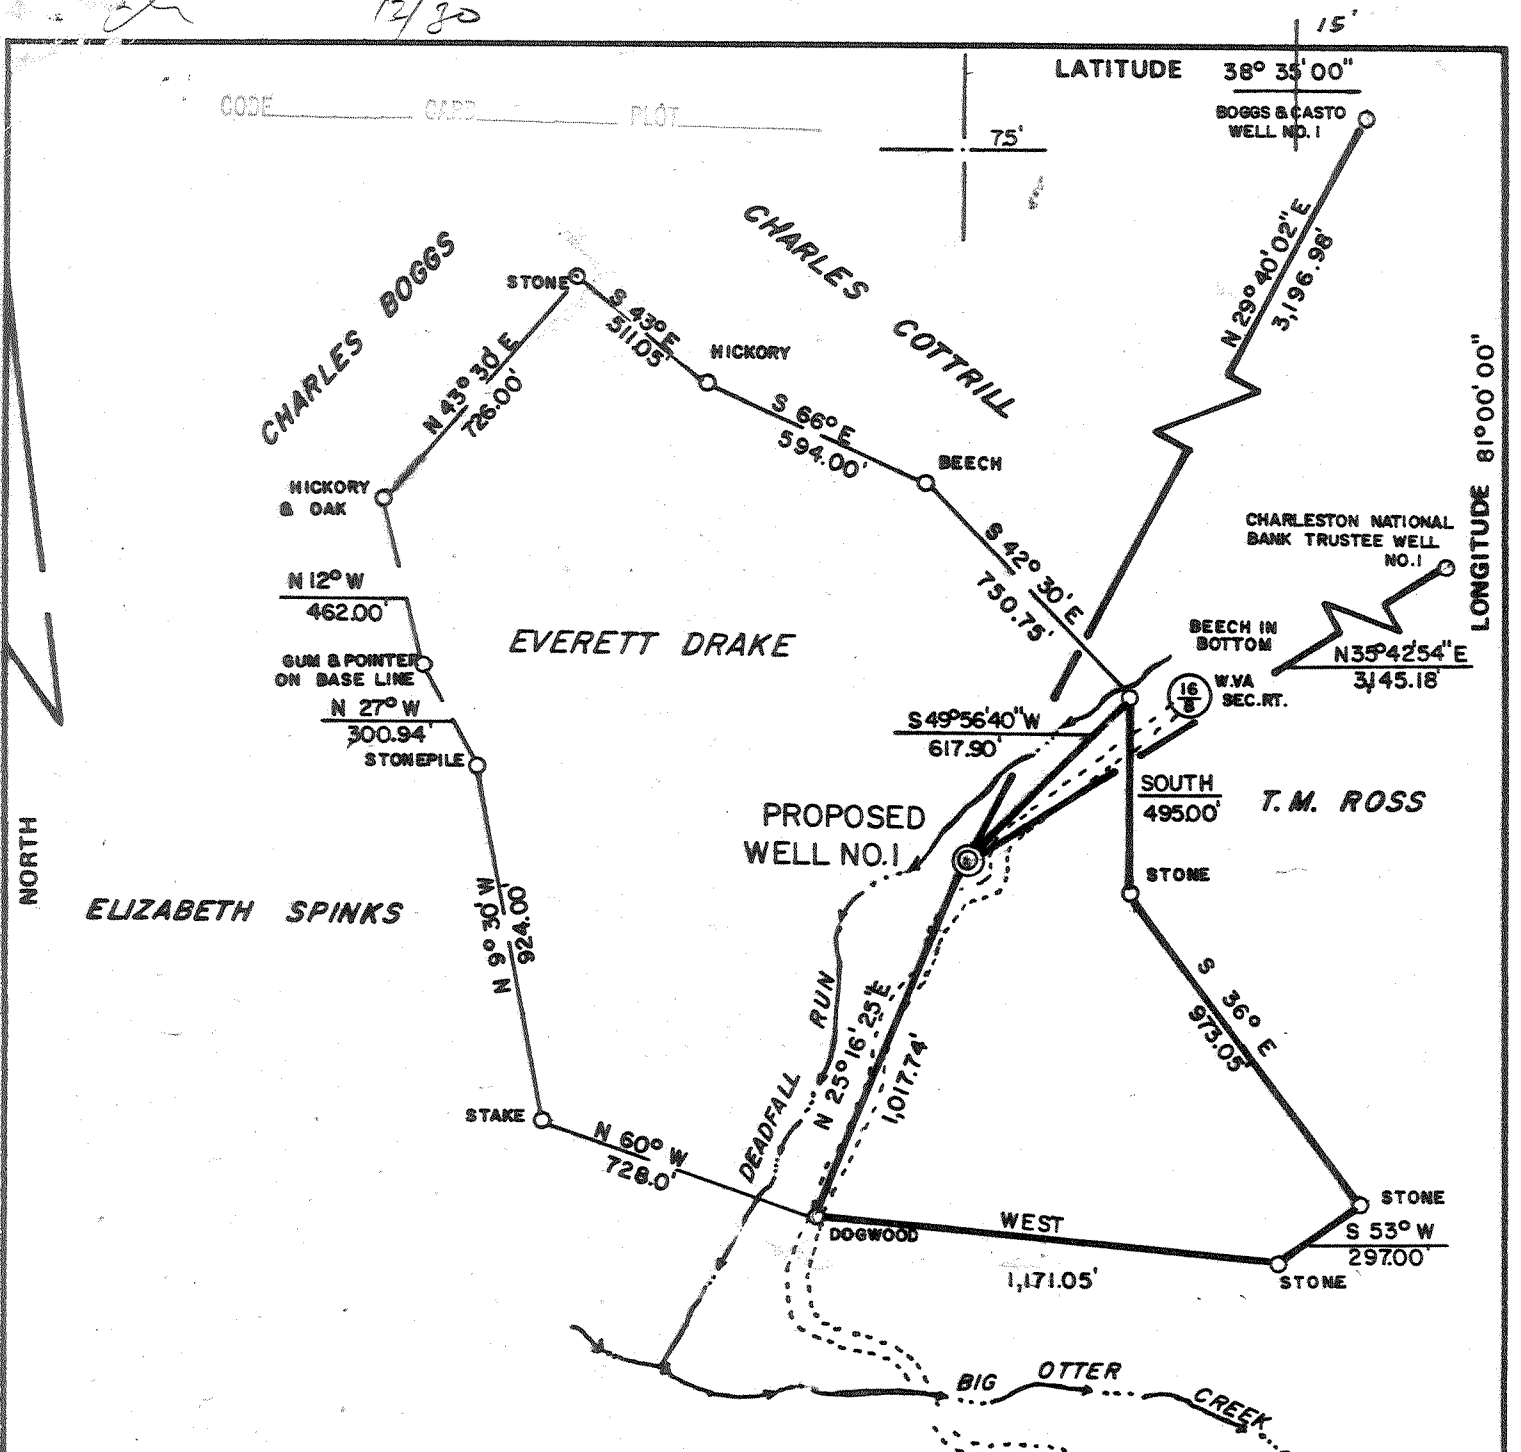 12/30
15'
LATITUDE 38° 35' 00"
CODE CARD PLOT
BOGGS & CASTO
WELL NO. 1
7.5'
CHARLES BOGGS
CHARLES COTTRILL
STONE
S 43° E
511.05'
HICKORY
N 43° 30' E
726.00'
S 66° E
594.00'
BEECH
N 29° 40' 02" E
3,196.98'
LONGITUDE 81° 00' 00"
HICKORY
& OAK
CHARLESTON NATIONAL
BANK TRUSTEE WELL
NO. 1
S 42° 30' E
750.75'
N 12° W
462.00'
EVERETT DRAKE
BEECH IN
BOTTOM
N 35° 42' 54" E
3,145.18'
GUM & POINTER
ON BASE LINE
16
8
W.VA
SEC. RT.
N 27° W
300.94'
S 49° 56' 40" W
617.90'
STONEPILE
SOUTH
495.00'
T. M. ROSS
PROPOSED
WELL NO. 1
NORTH
STONE
ELIZABETH SPINKS
N 9° 30' W
924.00
DEADFALL RUN
N 25° 16' 25" E
1,017.74'
S 36° E
973.05'
STAKE
N 60° W
728.0'
STONE
DOGWOOD
WEST
1,171.05'
S 53° W
297.00'
STONE
BIG OTTER CREEK